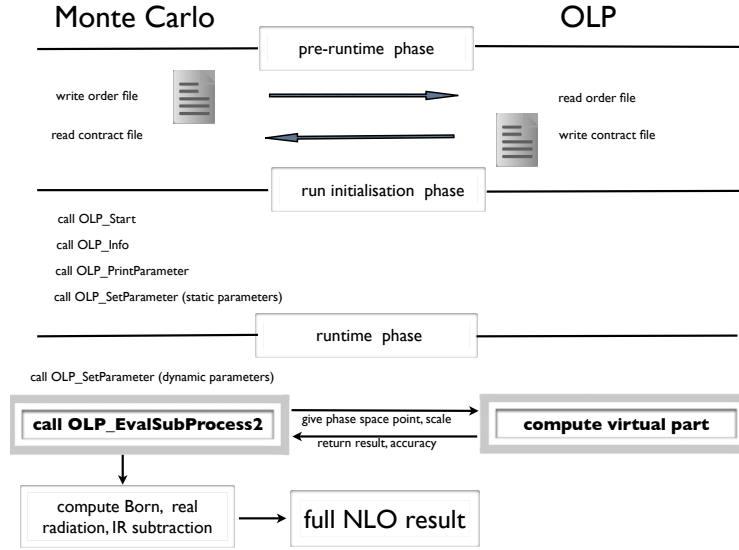 Monte Carlo
OLP
pre-runtime phase
write order file
read order file
read contract file
write contract file
run initialisation phase
call OLP_Start
call OLP_Info
call OLP_PrintParameter
call OLP_SetParameter (static parameters)
runtime phase
call OLP_SetParameter (dynamic parameters)
call OLP_EvalSubProcess2
give phase space point, scale
return result, accuracy
compute virtual part
compute Born, real
radiation, IR subtraction
full NLO result